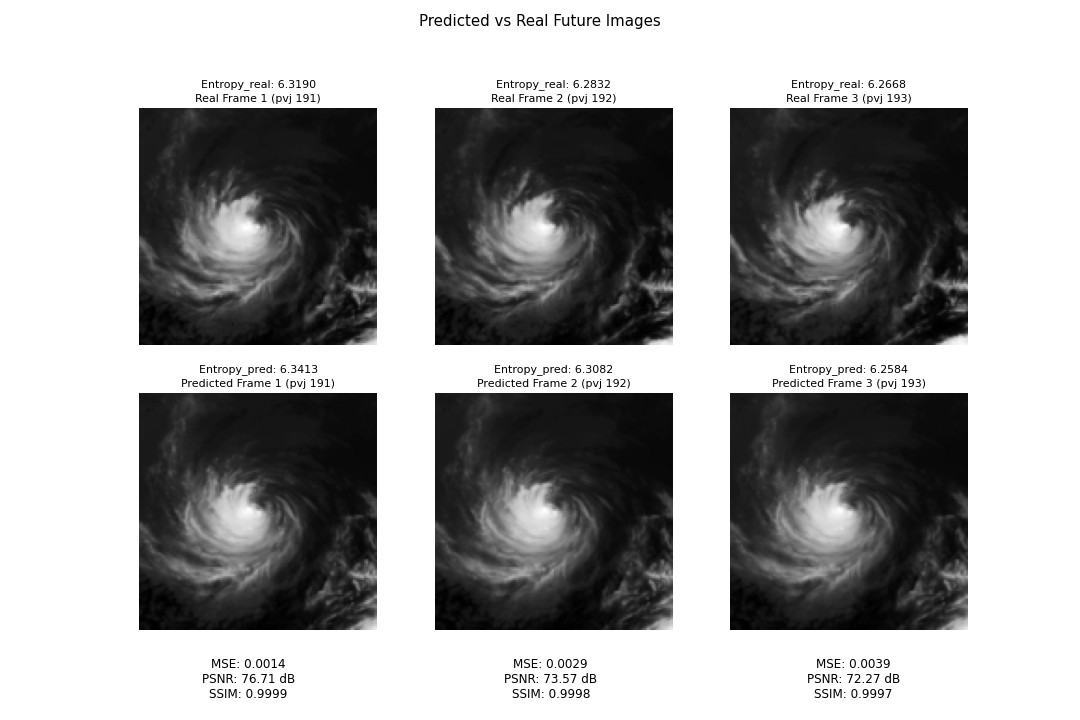 Predicted vs Real Future Images
Entropy_real: 6.3190
Real Frame 1 (pvj 191)
Entropy_real: 6.2832
Real Frame 2 (pvj 192)
Entropy_real: 6.2668
Real Frame 3 (pvj 193)
Entropy_pred: 6.3413
Predicted Frame 1 (pvj 191)
Entropy_pred: 6.3082
Predicted Frame 2 (pvj 192)
Entropy_pred: 6.2584
Predicted Frame 3 (pvj 193)
MSE: 0.0014
PSNR: 76.71 dB
SSIM: 0.9999
MSE: 0.0029
PSNR: 73.57 dB
SSIM: 0.9998
MSE: 0.0039
PSNR: 72.27 dB
SSIM: 0.9997